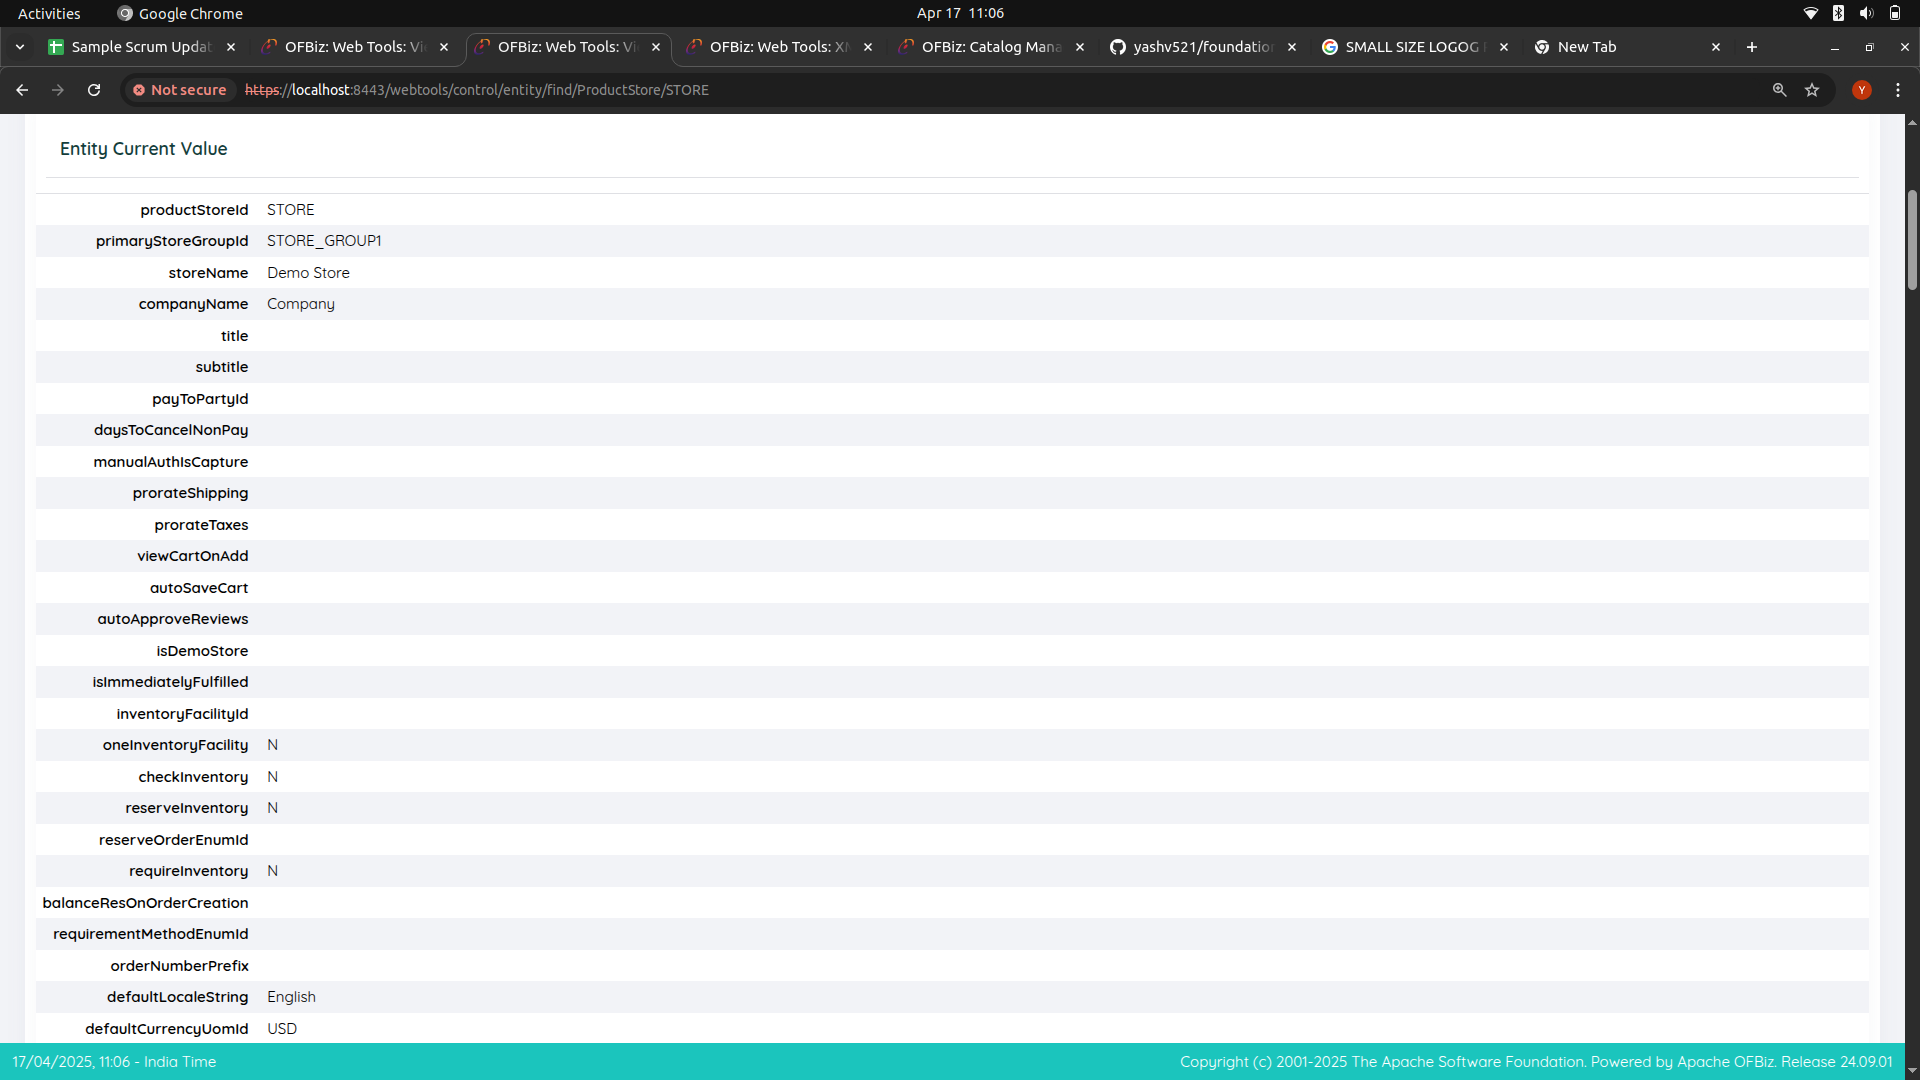 Activities
Google Chrome
Apr 17 11:06
Sample Scrum Updat
OFBiz: Web Tools: Vi
OFBiz: Web Tools: Vi
OFBiz: Web Tools: XM
OFBiz: Catalog Mana
yashv521/foundation
SMALL SIZE LOGOG
New Tab
Not secure
https://localhost:8443/webtools/control/entity/find/ProductStore/STORE
Y
Entity Current Value
productStoreId STORE
primaryStoreGroupId STORE_GROUP1
storeName Demo Store
companyName Company
title
subtitle
payToPartyId
daysToCancelNonPay
manualAuthIsCapture
prorateShipping
prorateTaxes
viewCartOnAdd
autoSaveCart
autoApproveReviews
isDemoStore
isImmediatelyFulfilled
inventoryFacilityId
oneInventoryFacility N
checkInventory N
reserveInventory N
reserveOrderEnumId
requireInventory N
balanceResOnOrderCreation
requirementMethodEnumId
orderNumberPrefix
defaultLocaleString English
defaultCurrencyUomId USD
17/04/2025, 11:06 - India Time
Copyright (c) 2001-2025 The Apache Software Foundation. Powered by Apache OFBiz. Release 24.09.01